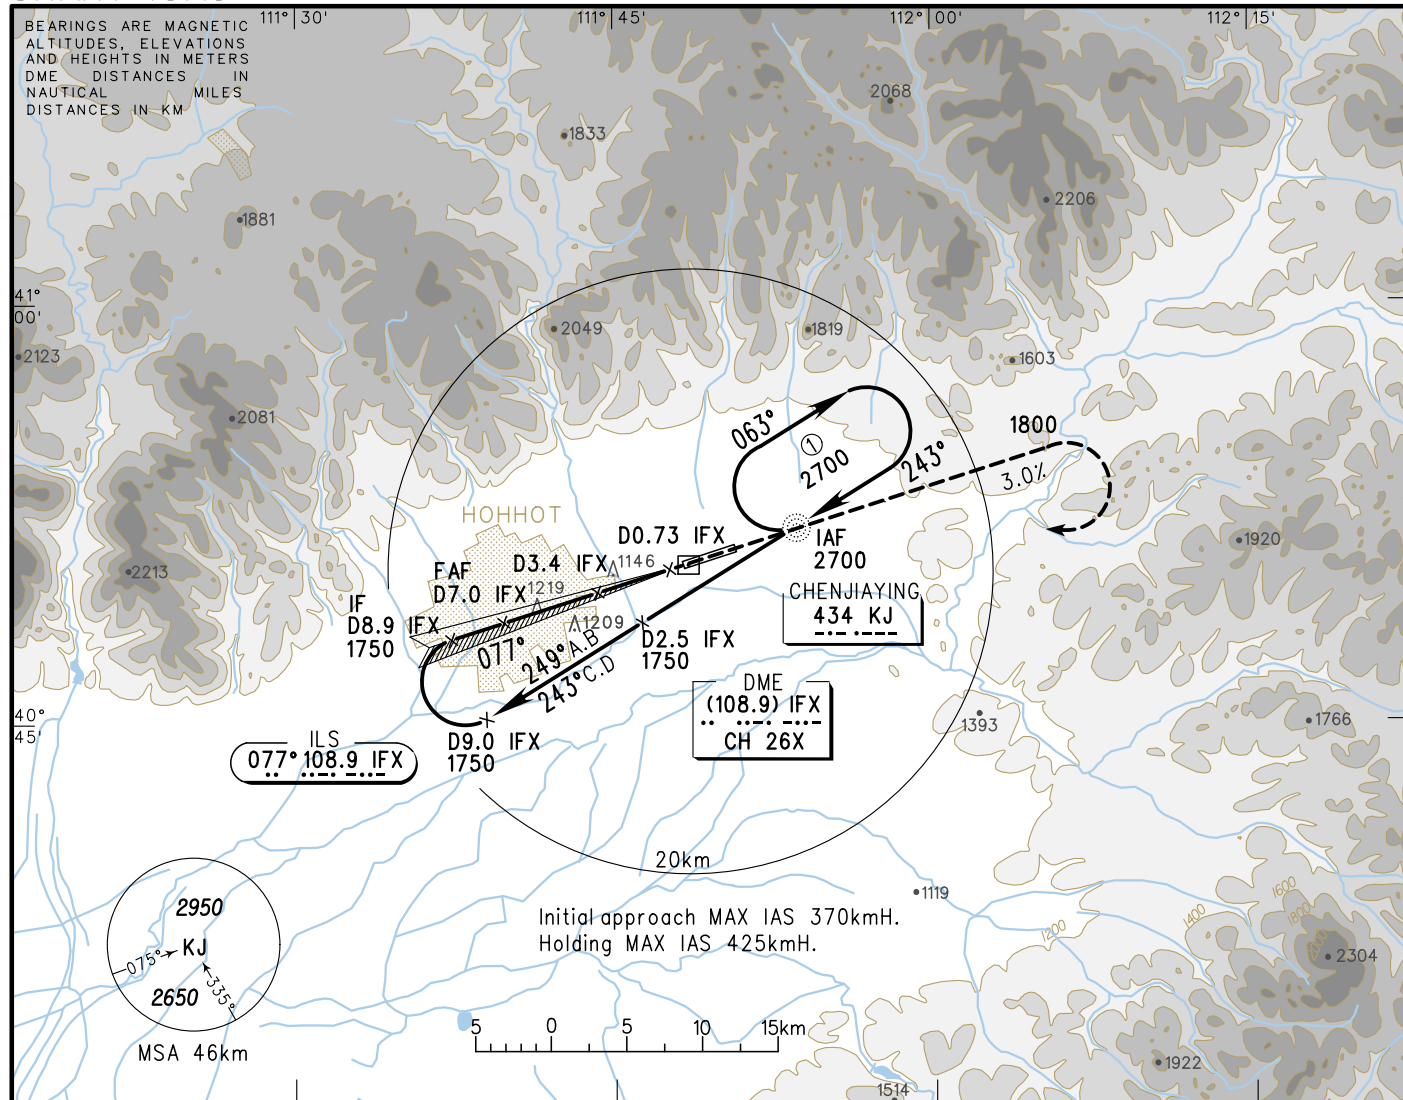 111° 30'
111° 45'
112° 00'
112° 15'
BEARINGS ARE MAGNETIC
ALTITUDES, ELEVATIONS
AND HEIGHTS IN METERS
DME DISTANCES IN
NAUTICAL MILES
DISTANCES IN KM
2068
1833
2206
1881
41°
00'
2049
1819
2123
1603
2081
063°
1
2700
243°
1800
3.0%
HOHHOT
D0.73 IFX
IAF
2700
1920
2213
FAF
D7.0 IFX
D3.4 IFX
1146
1219
CHENJIAYING
434 KJ
IF
D8.9 IFX
1750
1209
077°
249° A.B
243° C.D
D2.5 IFX
1750
DME
(108.9) IFX
CH 26X
1393
1766
40°
45'
ILS
077° 108.9 IFX
D9.0 IFX
1750
20km
1119
2950
KJ
075°
335°
2650
MSA 46km
Initial approach MAX IAS 370kmH.
Holding MAX IAS 425kmH.
1200
1400
1600
1800
2304
5 0 5 10 15km
1922
1514